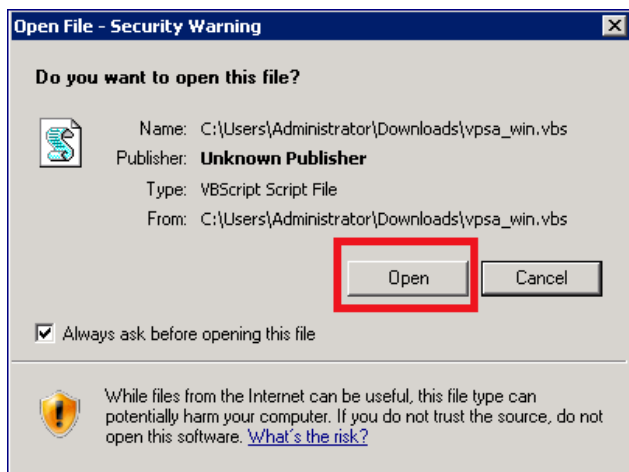 Open File - Security Warning
Do you want to open this file?
Name: C:\Users\Administrator\Downloads\vpsa_win.vbs
Publisher: Unknown Publisher
Type: VBScript Script File
From: C:\Users\Administrator\Downloads\vpsa_win.vbs
Open Cancel
Always ask before opening this file
While files from the Internet can be useful, this file type can
potentially harm your computer. If you do not trust the source, do not
open this software. What's the risk?